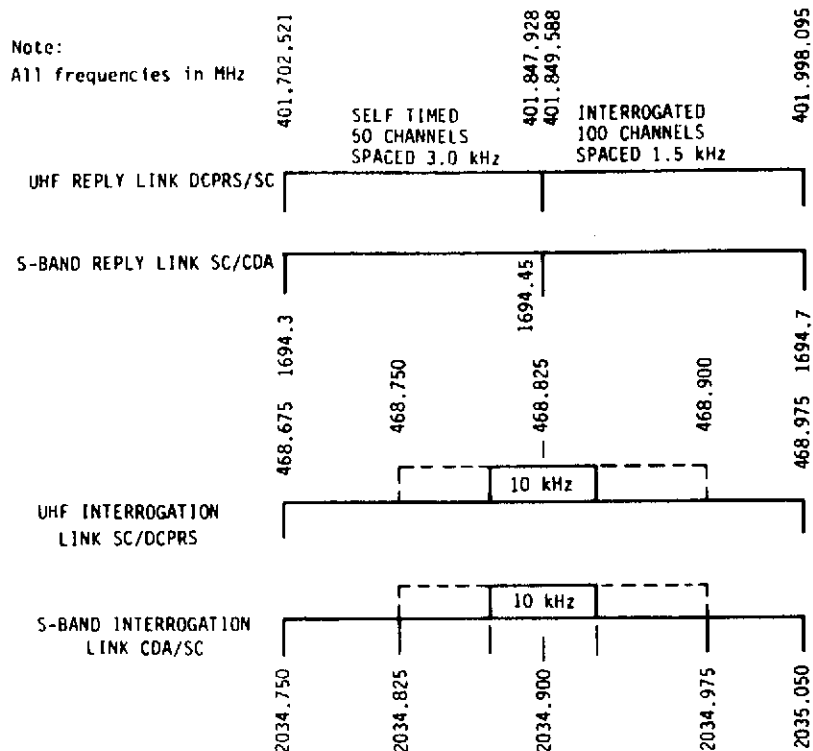 Note:
All frequencies in MHz
401.702.521
401.847.928
401.849.588
401.998.095
SELF TIMED
50 CHANNELS
SPACED 3.0 kHz
INTERROGATED
100 CHANNELS
SPACED 1.5 kHz
UHF REPLY LINK DCPRS/SC
S-BAND REPLY LINK SC/CDA
1694.3
1694.45
1694.7
468.675
468.750
468.825
468.900
468.975
10 kHz
UHF INTERROGATION
LINK SC/DCPRS
10 kHz
S-BAND INTERROGATION
LINK CDA/SC
2034.750
2034.825
2034.900
2034.975
2035.050